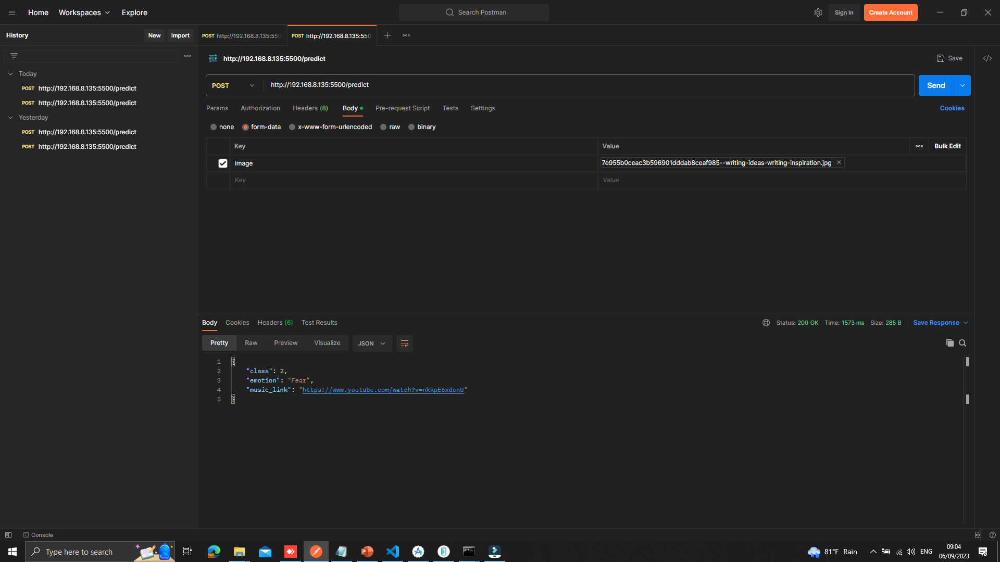 Home Workspaces Explore
Search Postman
Sign In Create Account
History New Import
POST http://192.168.8.135:550 POST http://192.168.8.135:550
HTTP http://192.168.8.135:5500/predict Save
Today
POST http://192.168.8.135:5500/predict
POST http://192.168.8.135:5500/predict
Yesterday
POST http://192.168.8.135:5500/predict
POST http://192.168.8.135:5500/predict
POST http://192.168.8.135:5500/predict Send
Params Authorization Headers (8) Body Pre-request Script Tests Settings Cookies
none form-data x-www-form-urlencoded raw binary
Key Value Bulk Edit
image 7e955b0ceac3b596901dddab8ceaf985--writing-ideas-writing-inspiration.jpg
Key Value
Body Cookies Headers (6) Test Results Status: 200 OK Time: 1573 ms Size: 285 B Save Response
Pretty Raw Preview Visualize JSON
1 {
2 "class": 2,
3 "emotion": "Fear",
4 "music_link": "https://www.youtube.com/watch?v=nkkpE6xdcnU"
5 }
Console
Type here to search 81°F Rain ENG 09:04
06/09/2023